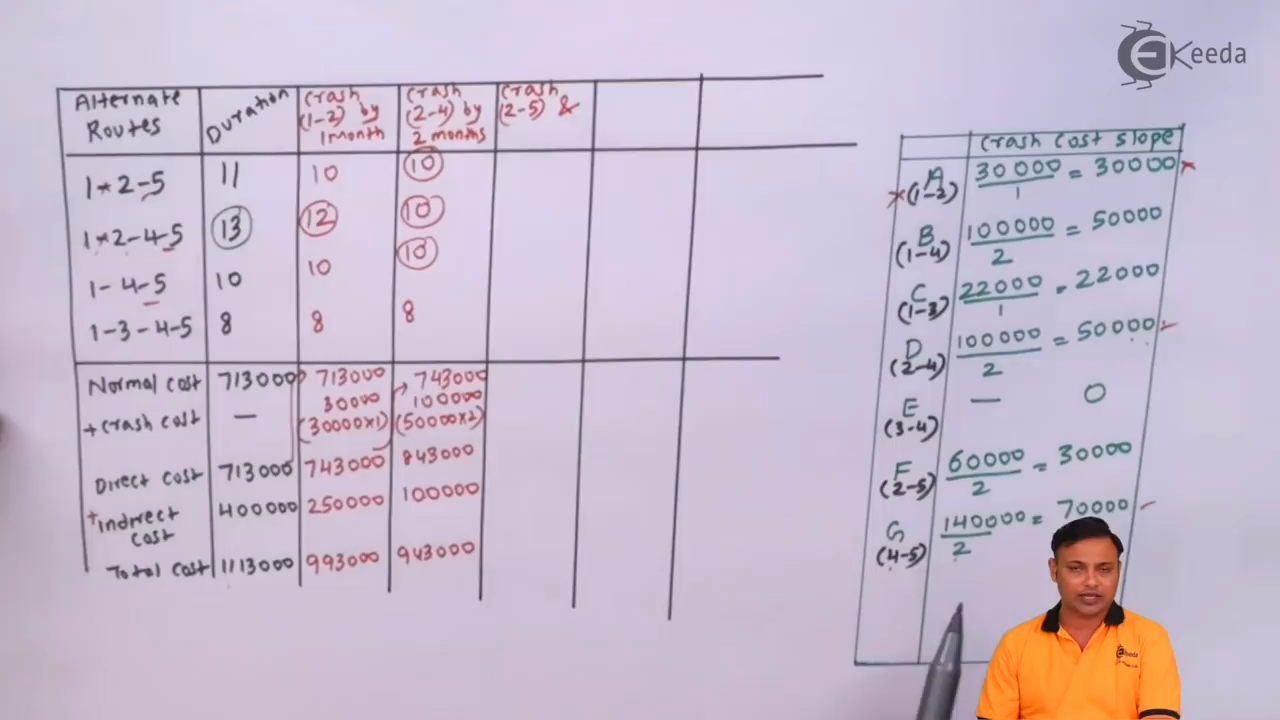 EKeeda
Alternate Routes
Duration
Crash (1-2) by 1 month
Crash (2-4) by 2 months
Crash (2-5) &
1-2-5 11 10 10
1-2-4-5 13 12 10
1-4-5 10 10 10
1-3-4-5 8 8 8
Normal cost 713000 713000 743000
+ crash cost — 30000 100000
(30000x1) (50000x2)
Direct cost 713000 743000 843000
+ Indirect cost 400000 250000 100000
Total cost 1113000 993000 943000
Crash cost slope
A (1-2) 30000/1 = 30000
B (1-4) 100000/2 = 50000
C (1-3) 22000/1 = 22000
D (2-4) 100000/2 = 50000
E (3-4) — 0
F (2-5) 60000/2 = 30000
G (4-5) 140000/2 = 70000